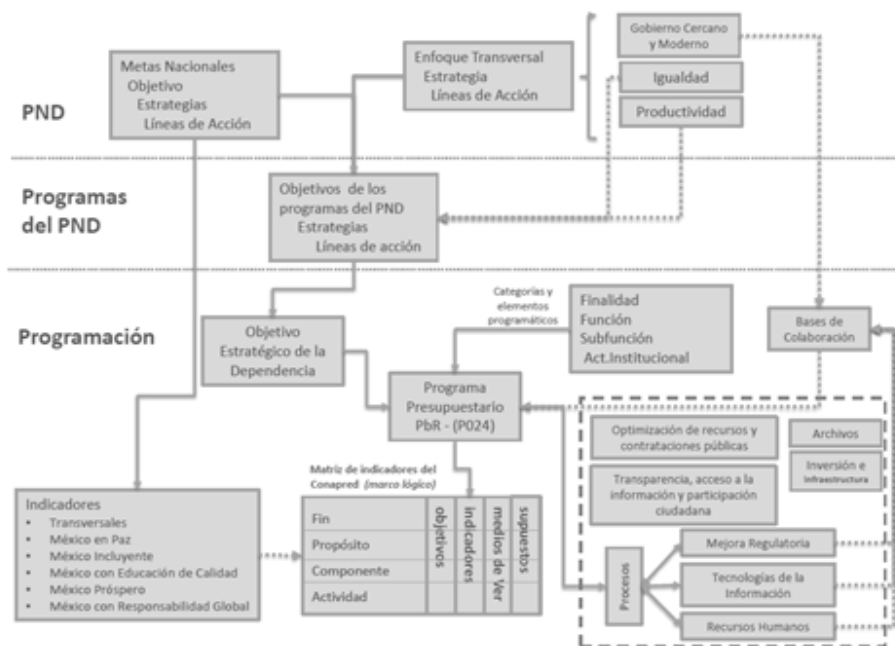 PND
Metas Nacionales
Objetivo
Estrategias
Líneas de Acción
Enfoque Transversal
Estrategia
Líneas de Acción
Gobierno Cercano
y Moderno
Igualdad
Productividad
Programas
del PND
Objetivos de los
programas del PND
Estrategias
Líneas de acción
Programación
Objetivo
Estratégico de la
Dependencia
Categorías y
elementos
programáticos
Finalidad
Función
Subfunción
Act.Institucional
Bases de
Colaboración
Programa
Presupuestario
PbR - (P024)
Optimización de recursos y
contrataciones públicas
Archivos
Transparencia, acceso a la
información y participación
ciudadana
Inversión e
Infraestructura
Indicadores
• Transversales
• México en Paz
• México Incluyente
• México con Educación de Calidad
• México Próspero
• México con Responsabilidad Global
Matriz de indicadores del
Conapred (marco lógico)
Fin
Propósito
Componente
Actividad
objetivos
indicadores
medios de Ver
supuestos
Procesos
Mejora Regulatoria
Tecnologías de la
Información
Recursos Humanos